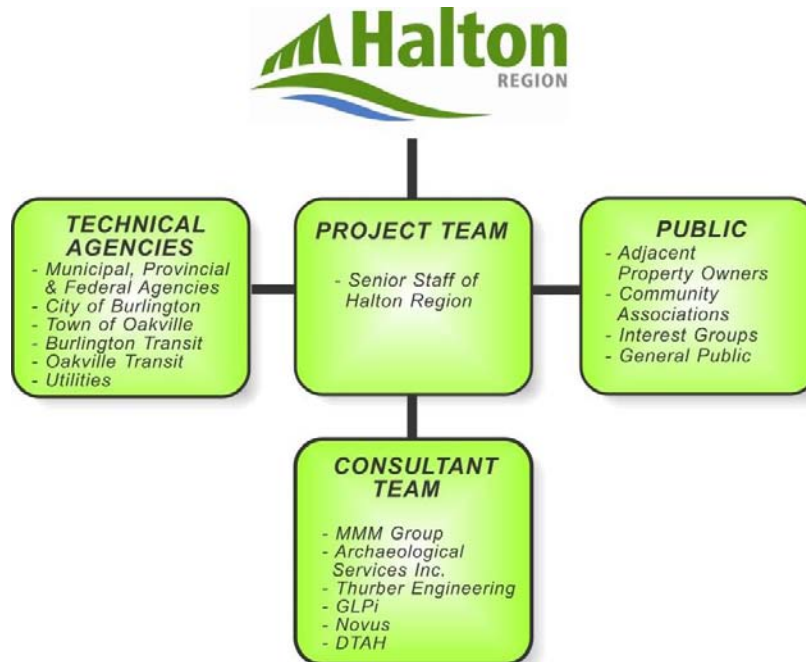 Halton
REGION
TECHNICAL
AGENCIES
- Municipal, Provincial
& Federal Agencies
- City of Burlington
- Town of Oakville
- Burlington Transit
- Oakville Transit
- Utilities
PROJECT TEAM
- Senior Staff of
Halton Region
PUBLIC
- Adjacent
Property Owners
- Community
Associations
- Interest Groups
- General Public
CONSULTANT
TEAM
- MMM Group
- Archaeological
Services Inc.
- Thurber Engineering
- GLPi
- Novus
- DTAH